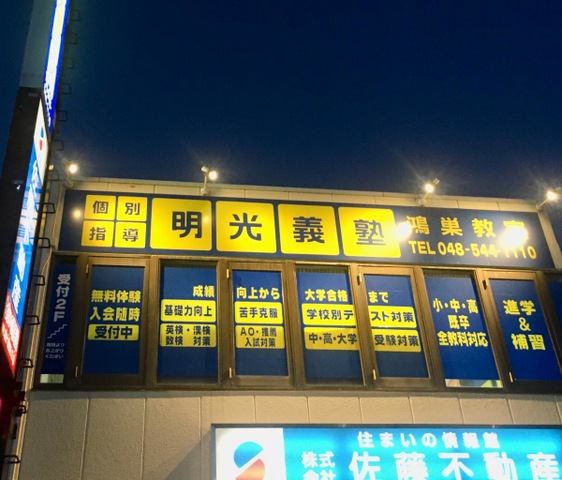 個別
指導
明光義塾
鴻巣教室
TEL 048-544-1110
受付2F
無料体験
入会随時
受付中
成績
基礎力向上
英検・漢検
数検 対策
向上から
苦手克服
AO・推薦
入試対策
大学合格
学校別テ
中・高・大学
まで
スト対策
受験対策
小・中・高
既卒
全教科対応
進学
&
補習
住まいの情報館
株式
会社
佐藤不動産